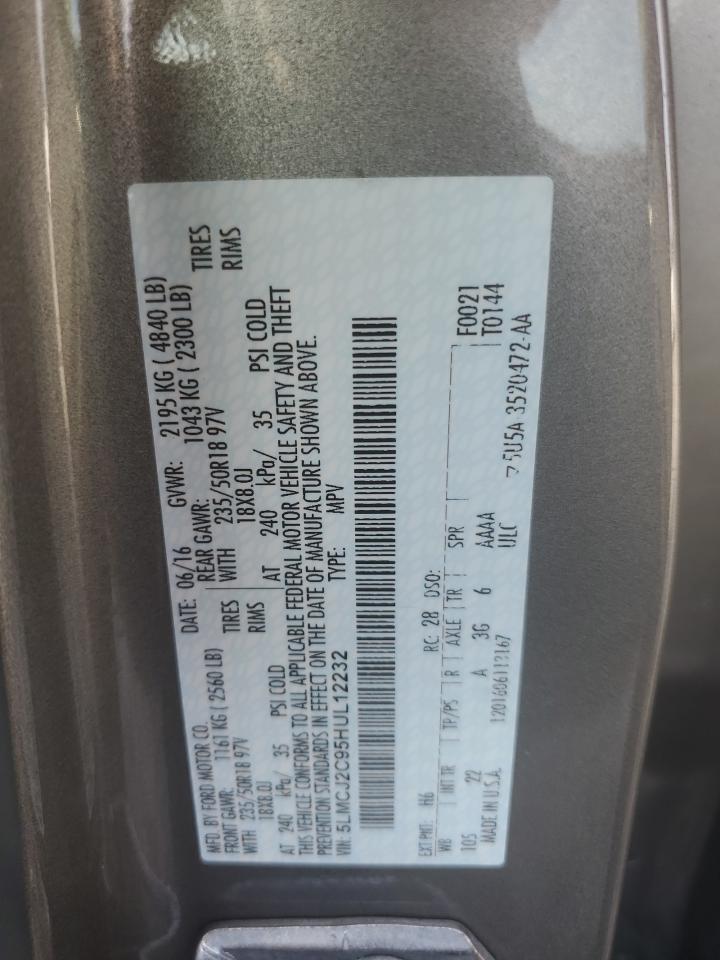 MFD. BY FORD MOTOR CO.
DATE: 06/16 GVWR: 2195 KG ( 4840 LB)
FRONT GAWR: 1161 KG ( 2560 LB) REAR GAWR: 1043 KG ( 2300 LB)
WITH 235/50R18 97V TIRES WITH 235/50R18 97V TIRES
18X8.0J RIMS 18X8.0J RIMS
AT 240 kPa/ 35 PSI COLD AT 240 kPa/ 35 PSI COLD
THIS VEHICLE CONFORMS TO ALL APPLICABLE FEDERAL MOTOR VEHICLE SAFETY AND THEFT
PREVENTION STANDARDS IN EFFECT ON THE DATE OF MANUFACTURE SHOWN ABOVE.
VIN: 5LMCJ2C95HUL12232 TYPE: MPV
EXT PNT: H6 RC: 28 DSO: F0021
WB INT TR TP/PS R AXLE TR SPR T0144
105 22 A 3G 6 AAAA
MADE IN U.S.A. ULC
1201606113167 5U5A-3520472-AA